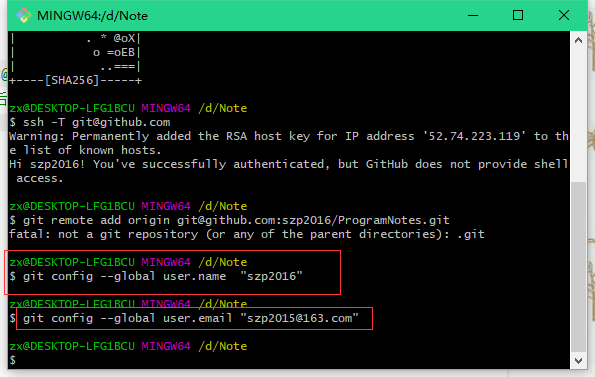 MINGW64:/d/Note
|          . * @oX|
|           o =oEB|
|            ..===|
+----[SHA256]-----+
zx@DESKTOP-LFG1BCU MINGW64 /d/Note
$ ssh -T git@github.com
Warning: Permanently added the RSA host key for IP address '52.74.223.119' to th
e list of known hosts.
Hi szp2016! You've successfully authenticated, but GitHub does not provide shell
 access.
zx@DESKTOP-LFG1BCU MINGW64 /d/Note
$ git remote add origin git@github.com:szp2016/ProgramNotes.git
fatal: not a git repository (or any of the parent directories): .git
zx@DESKTOP-LFG1BCU MINGW64 /d/Note
$ git config --global user.name  "szp2016"
zx@DESKTOP-LFG1BCU MINGW64 /d/Note
$ git config --global user.email "szp2015@163.com"
zx@DESKTOP-LFG1BCU MINGW64 /d/Note
$